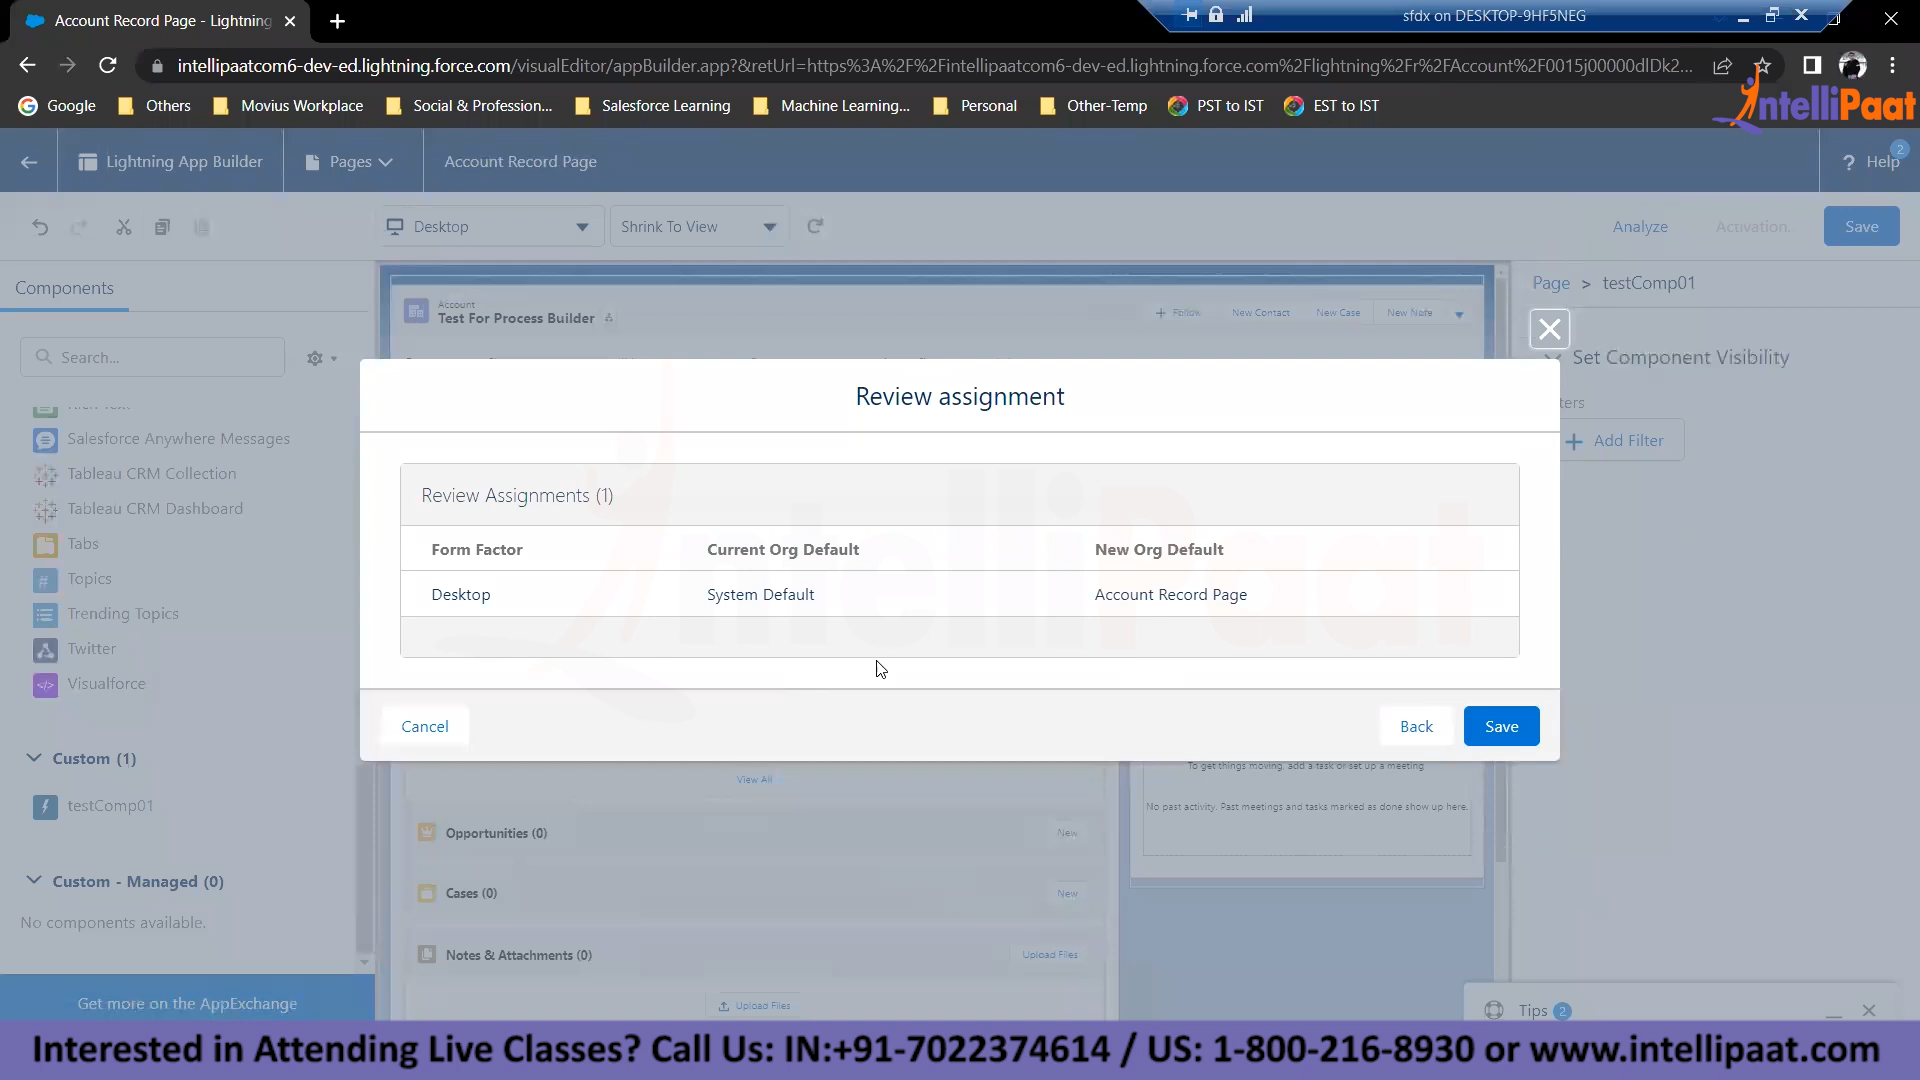 Account Record Page - Lightning
sfdx on DESKTOP-9HF5NEG
intellipaatcom6-dev-ed.lightning.force.com/visualEditor/appBuilder.app?&retUrl=https%3A%2F%2Fintellipaatcom6-dev-ed.lightning.force.com%2Flightning%2Fr%2FAccount%2F0015j00000dlDk2...
Google Others Movius Workplace Social & Profession... Salesforce Learning Machine Learning... Personal Other-Temp PST to IST EST to IST
IntelliPaat
Lightning App Builder Pages Account Record Page ? Help 2
Desktop Shrink To View Analyze Activation. Save
Components
Page > testComp01
Account
Test For Process Builder
Follow New Contact New Case New Note
Search...
Set Component Visibility
Review assignment
ters
Add Filter
Salesforce Anywhere Messages
Tableau CRM Collection
Tableau CRM Dashboard
Tabs
Topics
Trending Topics
Twitter
Visualforce
Review Assignments (1)
Form Factor Current Org Default New Org Default
Desktop System Default Account Record Page
IntelliPaat
Cancel Back Save
Custom (1)
testComp01
Custom - Managed (0)
No components available.
Get more on the AppExchange
View All
To get things moving, add a task or set up a meeting
No past activity. Past meetings and tasks marked as done show up here.
Opportunities (0) New
Cases (0) New
Notes & Attachments (0) Upload Files
Upload Files
Tips 2
Interested in Attending Live Classes? Call Us: IN:+91-7022374614 / US: 1-800-216-8930 or www.intellipaat.com